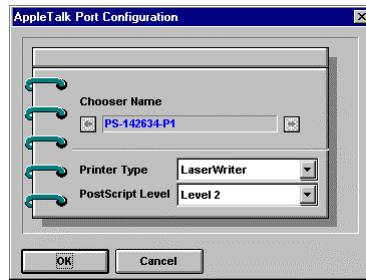 AppleTalk Port Configuration
Chooser Name
PS-142634-P1
Printer Type LaserWriter
PostScript Level Level 2
OK Cancel